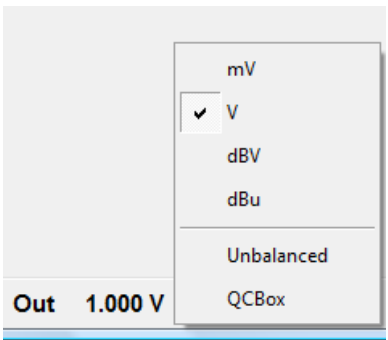 mV
V
dBV
dBu
Unbalanced
QCBox
Out 1.000 V